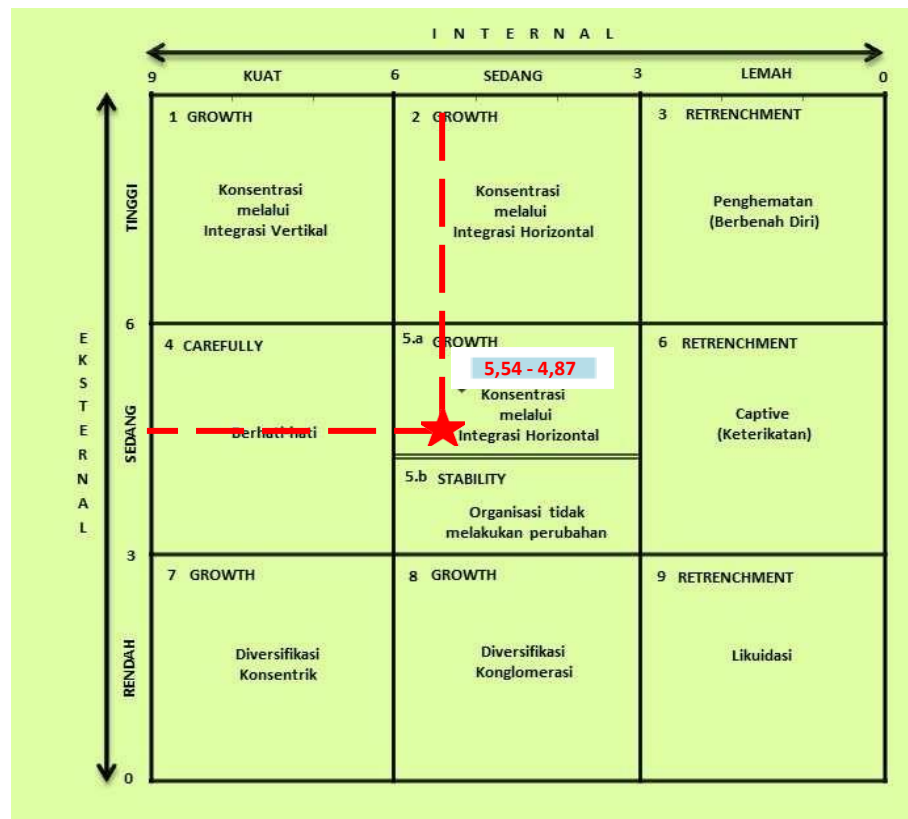 I N T E R N A L
9 KUAT 6 SEDANG 3 LEMAH 0
1 GROWTH
Konsentrasi
melalui
Integrasi Vertikal
2 GROWTH
Konsentrasi
melalui
Integrasi Horizontal
3 RETRENCHMENT
Penghematan
(Berbenah Diri)
TINGGI
6
E K S T E R N A L
SEDANG
4 CAREFULLY
Berhati-hati
5.a GROWTH
5,54 - 4,87
Konsentrasi
melalui
Integrasi Horizontal
5.b STABILITY
Organisasi tidak
melakukan perubahan
6 RETRENCHMENT
Captive
(Keterikatan)
3
RENDAH
7 GROWTH
Diversifikasi
Konsentrik
8 GROWTH
Diversifikasi
Konglomerasi
9 RETRENCHMENT
Likuidasi
0